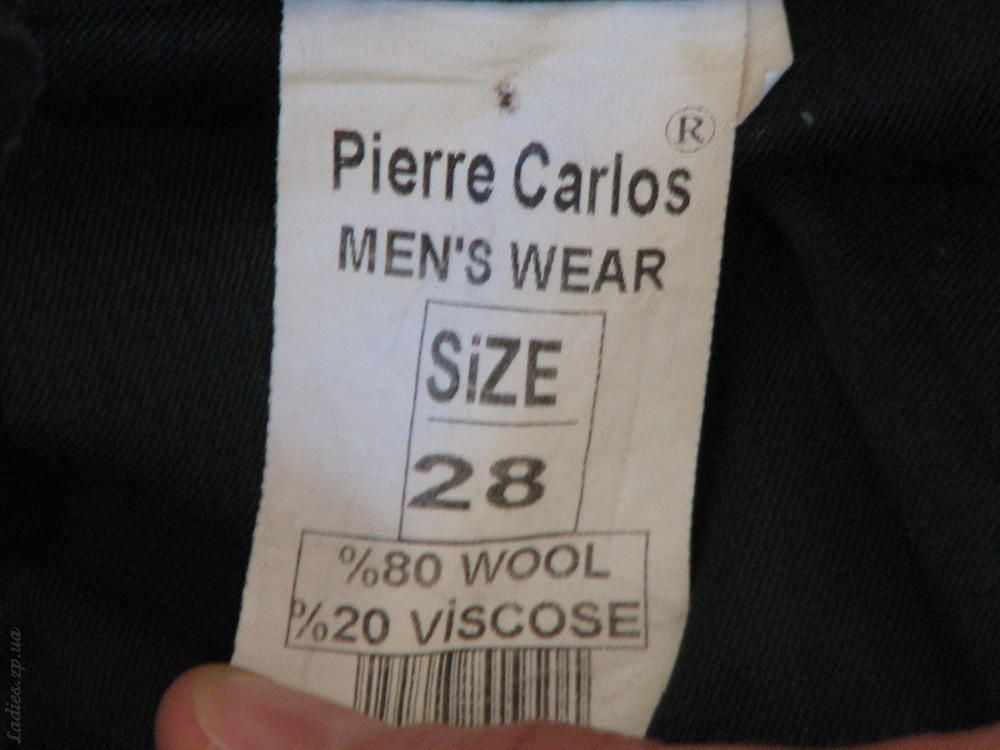 Pierre Carlos ®
MEN'S WEAR
SiZE
28
%80 WOOL
%20 ViSCOSE
Ladies.zp.ua